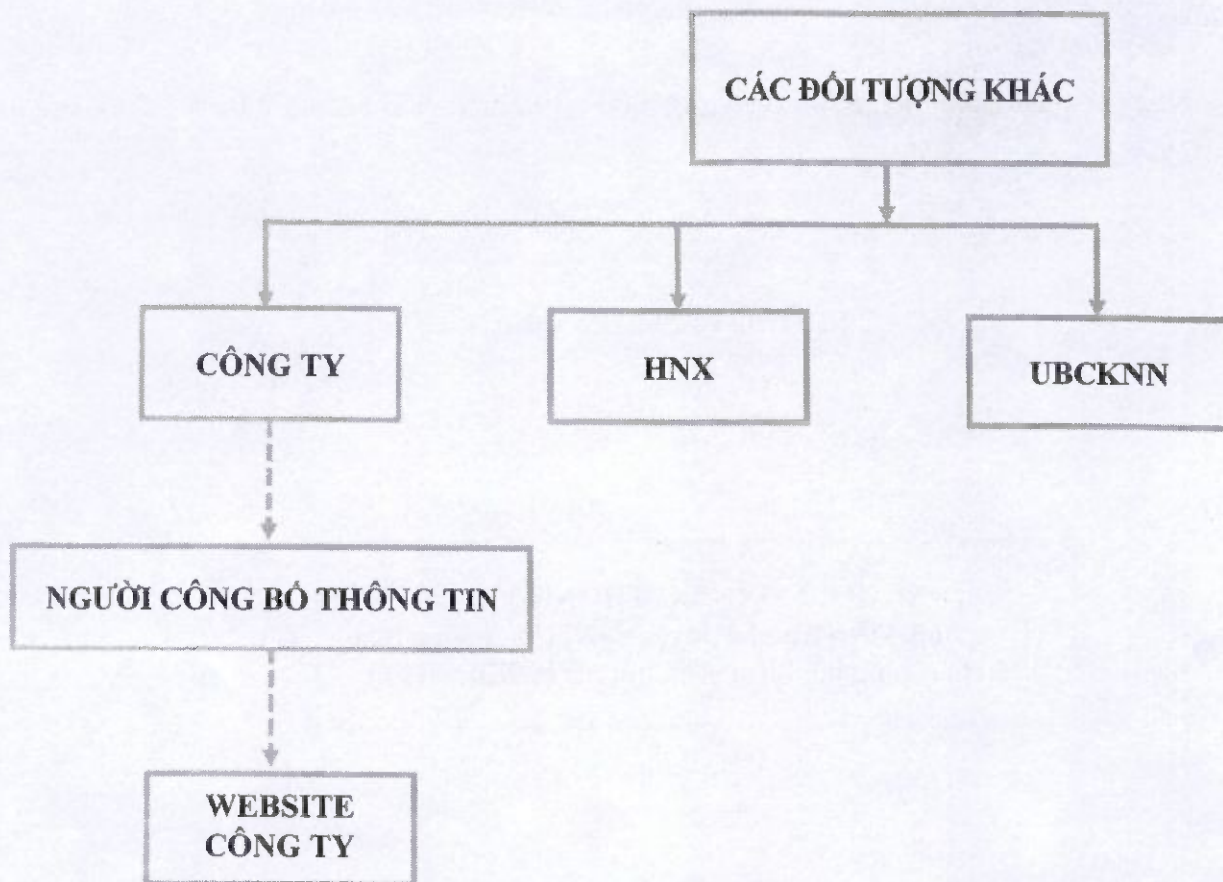 CÁC ĐỐI TƯỢNG KHÁC
CÔNG TY
HNX
UBCKNN
NGƯỜI CÔNG BỐ THÔNG TIN
WEBSITE
CÔNG TY